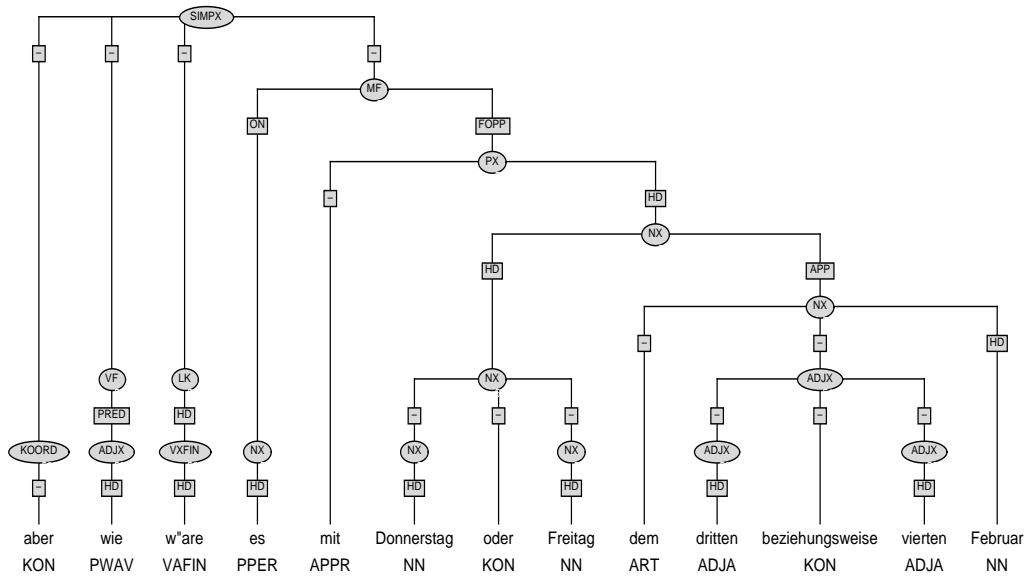 SIMPX
– – – –
MF
ON FOPP
PX
– HD
NX
HD APP
NX
– – HD
VF LK NX ADJX
PRED HD – – – – – –
KOORD ADJX VXFIN NX NX NX ADJX ADJX
– HD HD HD HD HD HD HD
aber wie w"are es mit Donnerstag oder Freitag dem dritten beziehungsweise vierten Februar
KON PWAV VAFIN PPER APPR NN KON NN ART ADJA KON ADJA NN